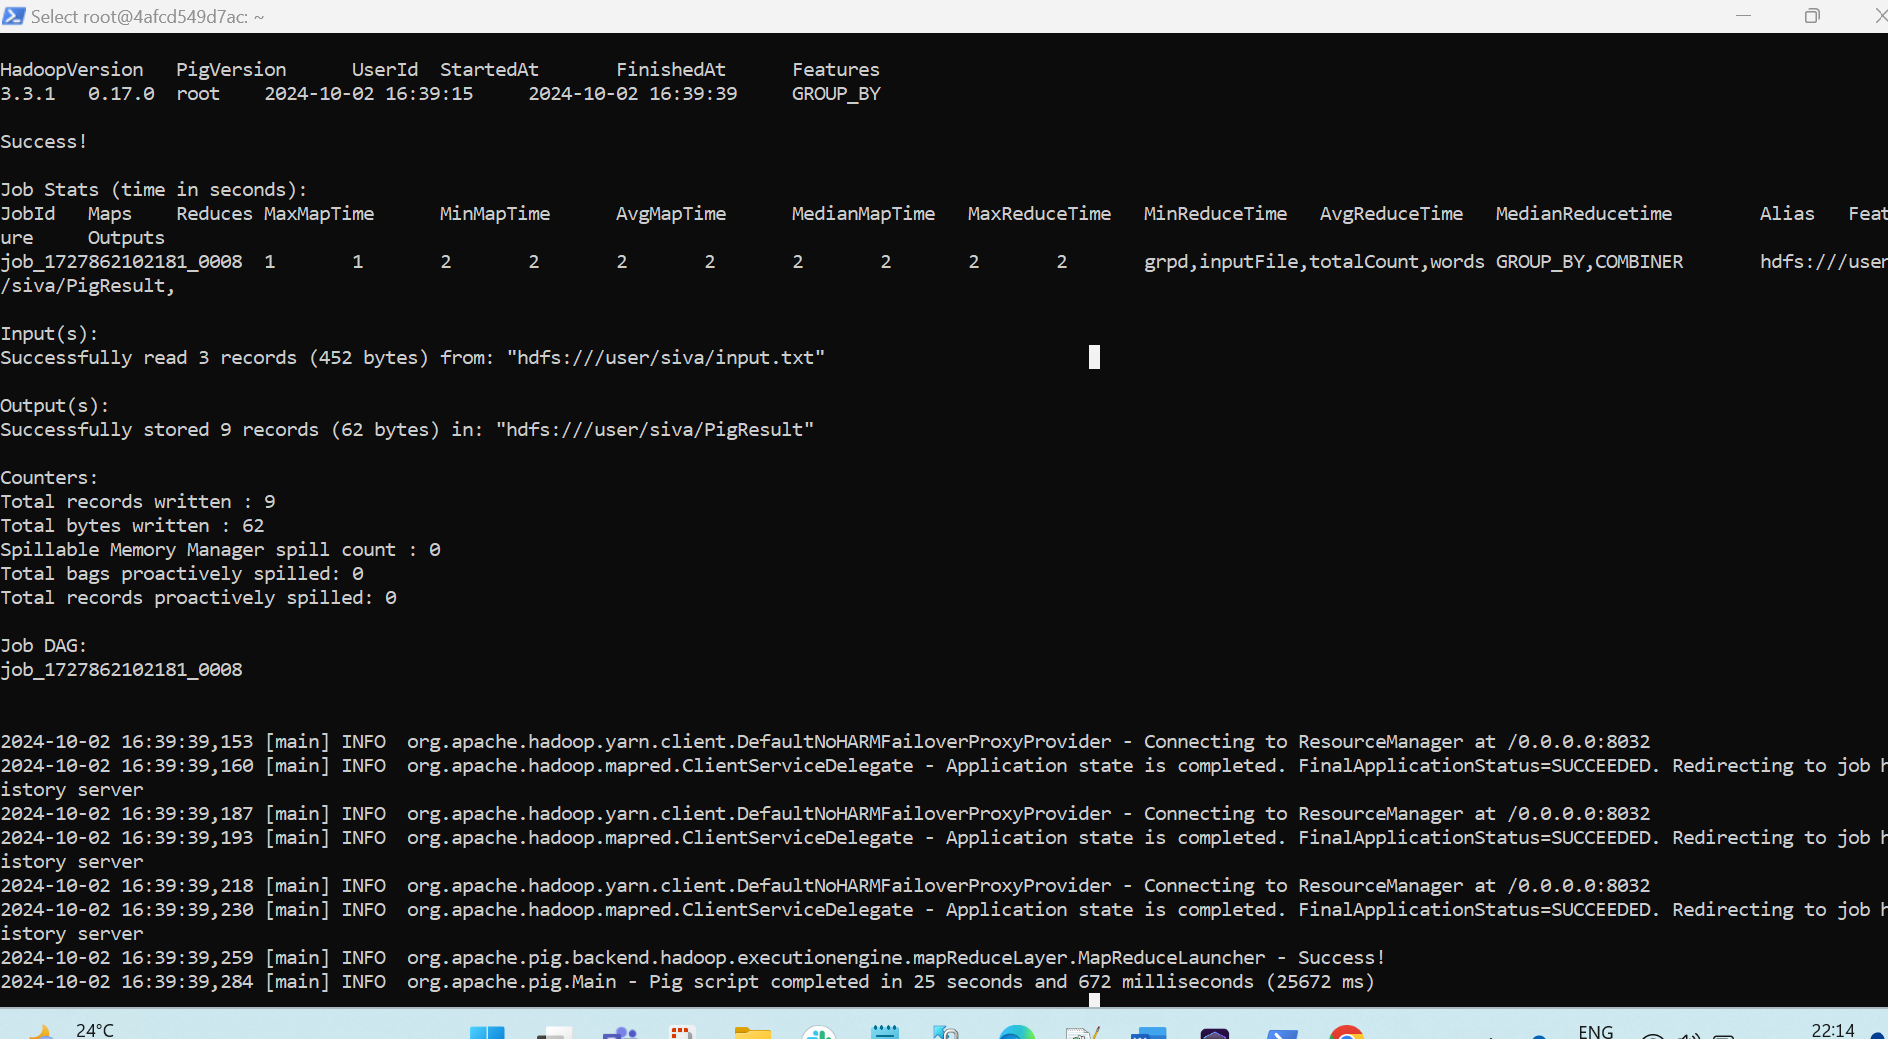 Select root@4afcd549d7ac: ~
HadoopVersion PigVersion UserId StartedAt FinishedAt Features
3.3.1 0.17.0 root 2024-10-02 16:39:15 2024-10-02 16:39:39 GROUP_BY
Success!
Job Stats (time in seconds):
JobId Maps Reduces MaxMapTime MinMapTime AvgMapTime MedianMapTime MaxReduceTime MinReduceTime AvgReduceTime MedianReducetime Alias Feat
ure Outputs
job_1727862102181_0008 1 1 2 2 2 2 2 2 2 2 grpd,inputFile,totalCount,words GROUP_BY,COMBINER hdfs:///user
/siva/PigResult,
Input(s):
Successfully read 3 records (452 bytes) from: "hdfs:///user/siva/input.txt"
Output(s):
Successfully stored 9 records (62 bytes) in: "hdfs:///user/siva/PigResult"
Counters:
Total records written : 9
Total bytes written : 62
Spillable Memory Manager spill count : 0
Total bags proactively spilled: 0
Total records proactively spilled: 0
Job DAG:
job_1727862102181_0008
2024-10-02 16:39:39,153 [main] INFO org.apache.hadoop.yarn.client.DefaultNoHARMFailoverProxyProvider - Connecting to ResourceManager at /0.0.0.0:8032
2024-10-02 16:39:39,160 [main] INFO org.apache.hadoop.mapred.ClientServiceDelegate - Application state is completed. FinalApplicationStatus=SUCCEEDED. Redirecting to job h
istory server
2024-10-02 16:39:39,187 [main] INFO org.apache.hadoop.yarn.client.DefaultNoHARMFailoverProxyProvider - Connecting to ResourceManager at /0.0.0.0:8032
2024-10-02 16:39:39,193 [main] INFO org.apache.hadoop.mapred.ClientServiceDelegate - Application state is completed. FinalApplicationStatus=SUCCEEDED. Redirecting to job h
istory server
2024-10-02 16:39:39,218 [main] INFO org.apache.hadoop.yarn.client.DefaultNoHARMFailoverProxyProvider - Connecting to ResourceManager at /0.0.0.0:8032
2024-10-02 16:39:39,230 [main] INFO org.apache.hadoop.mapred.ClientServiceDelegate - Application state is completed. FinalApplicationStatus=SUCCEEDED. Redirecting to job h
istory server
2024-10-02 16:39:39,259 [main] INFO org.apache.pig.backend.hadoop.executionengine.mapReduceLayer.MapReduceLauncher - Success!
2024-10-02 16:39:39,284 [main] INFO org.apache.pig.Main - Pig script completed in 25 seconds and 672 milliseconds (25672 ms)
24°C ENG 22:14